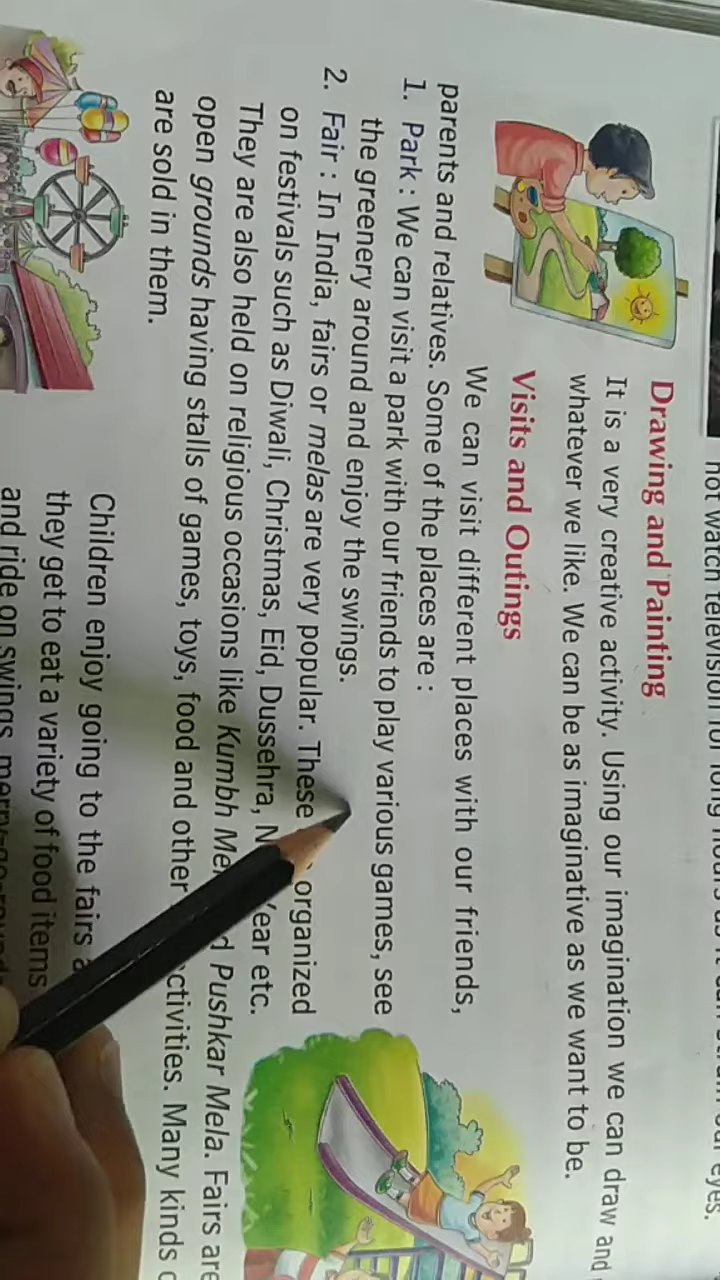 not watch television for long hours as it can strain our eyes.
Drawing and Painting
It is a very creative activity. Using our imagination we can draw and
whatever we like. We can be as imaginative as we want to be.
Visits and Outings
We can visit different places with our friends,
parents and relatives. Some of the places are :
1. Park : We can visit a park with our friends to play various games, see
the greenery around and enjoy the swings.
2. Fair : In India, fairs or melas are very popular. These organized
on festivals such as Diwali, Christmas, Eid, Dussehra, N Year etc.
They are also held on religious occasions like Kumbh Me d Pushkar Mela. Fairs are
open grounds having stalls of games, toys, food and other ctivities. Many kinds
are sold in them.
Children enjoy going to the fairs
they get to eat a variety of food items
and ride on swings, merry-go-round